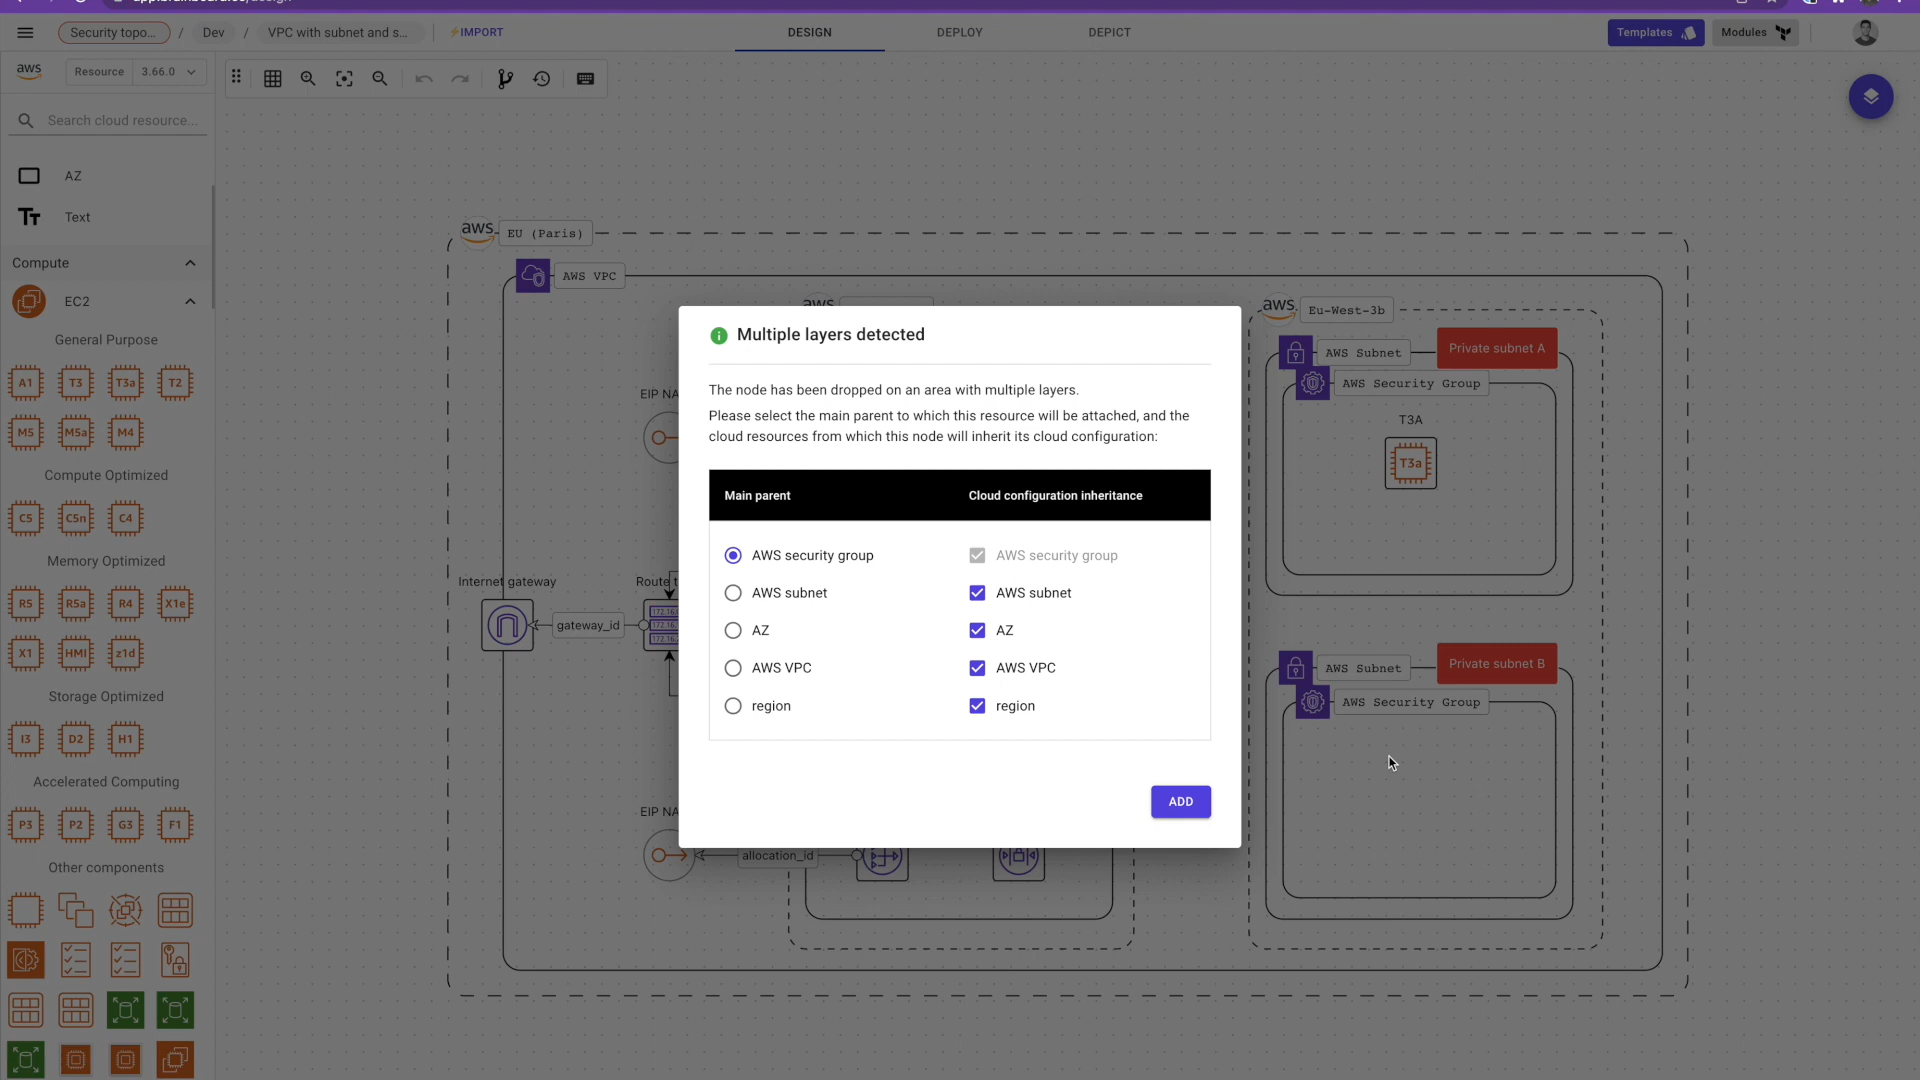 Security topo...
/
Dev
/
VPC with subnet and s...
⚡IMPORT
DESIGN
DEPLOY
DEPICT
Templates
Modules
aws
Resource
3.66.0
Search cloud resource...
AZ
Text
Compute
EC2
General Purpose
A1
T3
T3a
T2
M5
M5a
M4
Compute Optimized
C5
C5n
C4
Memory Optimized
R5
R5a
R4
X1e
X1
HMI
z1d
Storage Optimized
I3
D2
H1
Accelerated Computing
P3
P2
G3
F1
Other components
aws
EU (Paris)
AWS VPC
aws
EIP NA
Internet gateway
gateway_id
Route t
EIP NA
allocation_id
Multiple layers detected
The node has been dropped on an area with multiple layers.
Please select the main parent to which this resource will be attached, and the
cloud resources from which this node will inherit its cloud configuration:
Main parent
Cloud configuration inheritance
AWS security group
AWS security group
AWS subnet
AWS subnet
AZ
AZ
AWS VPC
AWS VPC
region
region
ADD
aws
Eu-West-3b
AWS Subnet
Private subnet A
AWS Security Group
T3A
T3a
AWS Subnet
Private subnet B
AWS Security Group